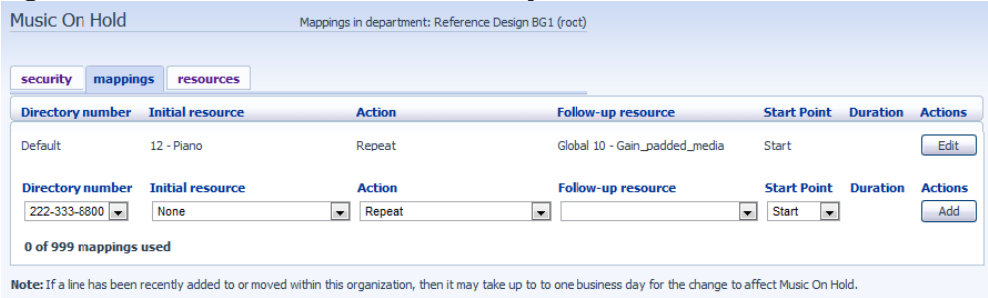 Music On Hold Mappings in department: Reference Design BG1 (roct)
security mappings resources
Directory number Initial resource Action Follow-up resource Start Point Duration Actions
Default 12 - Piano Repeat Global 10 - Gain_padded_media Start Edit
Directory number Initial resource Action Follow-up resource Start Point Duration Actions
222-333-8800 None Repeat Start Add
0 of 999 mappings used
Note: If a line has been recently added to or moved within this organization, then it may take up to to one business day for the change to affect Music On Hold.